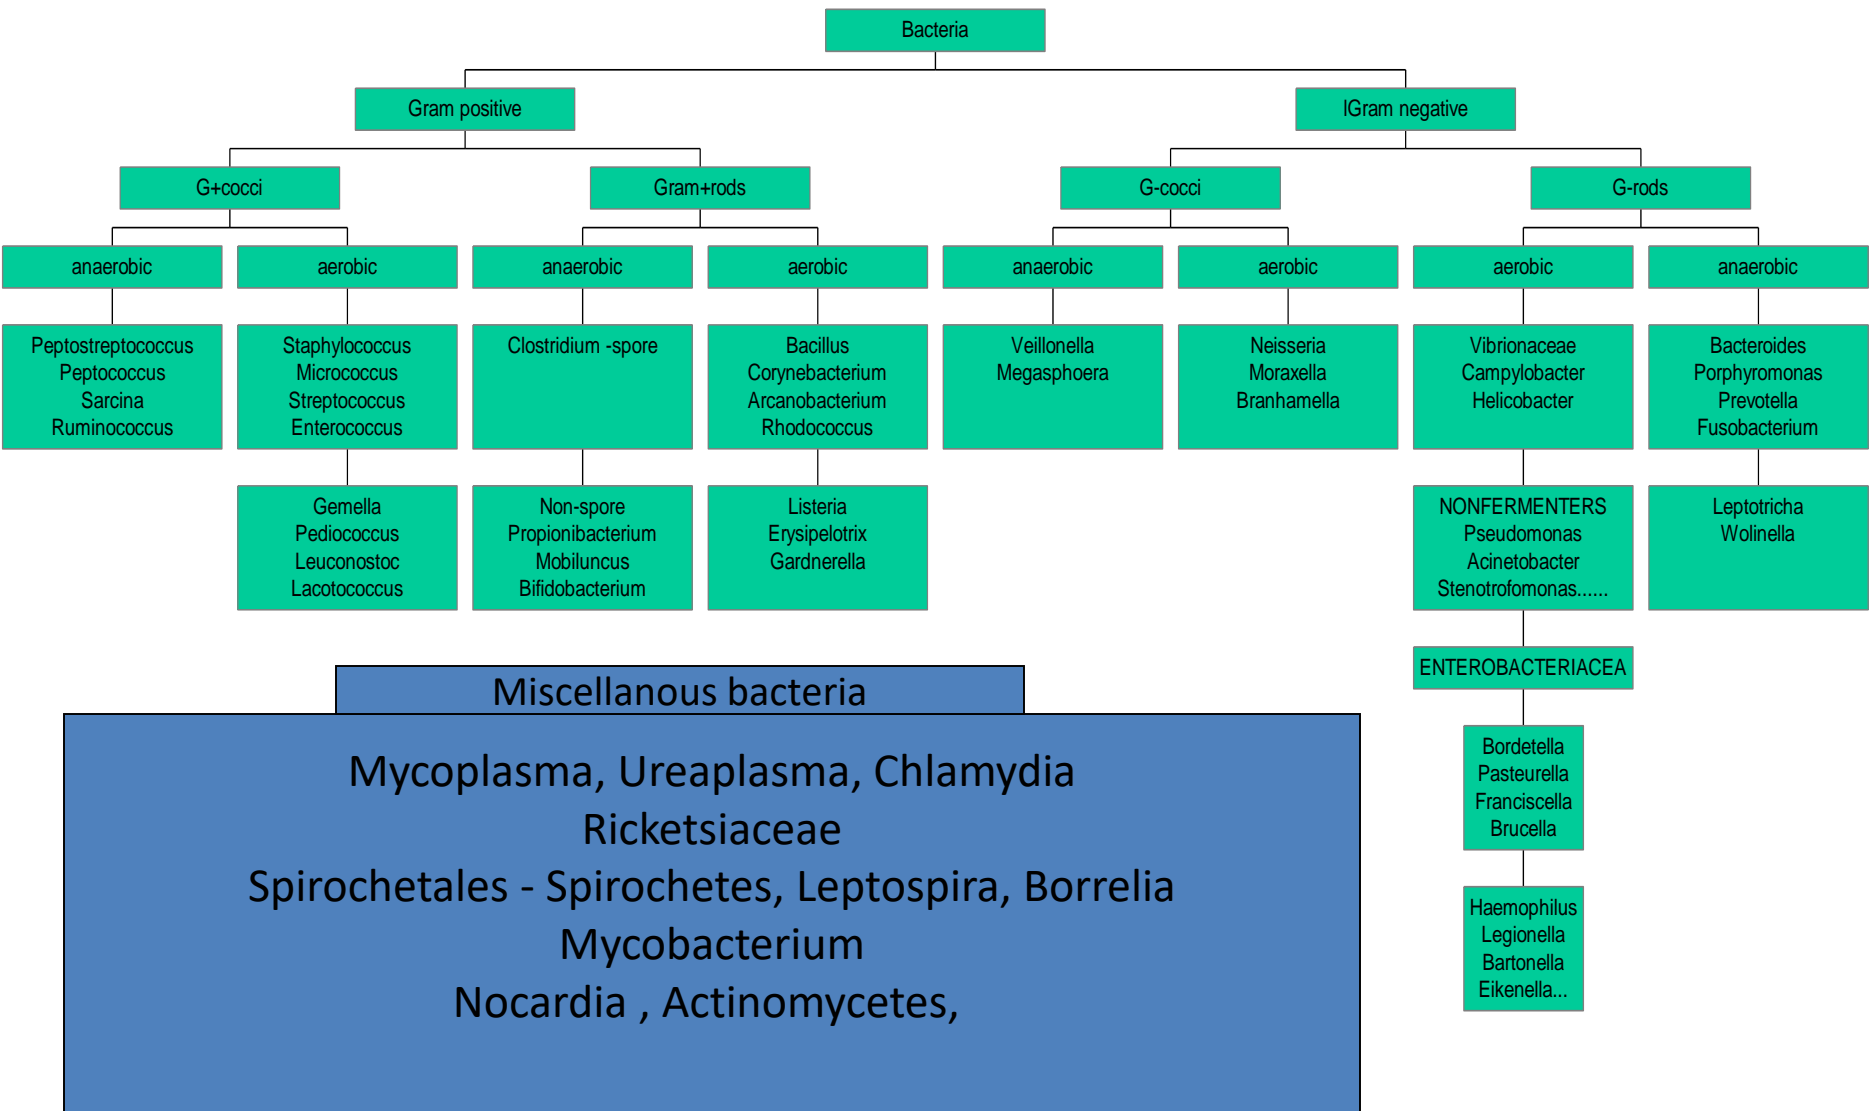 Bacteria
Gram positive
IGram negative
G+cocci
Gram+rods
G-cocci
G-rods
anaerobic
aerobic
anaerobic
aerobic
anaerobic
aerobic
aerobic
anaerobic
Peptostreptococcus
Peptococcus
Sarcina
Ruminococcus
Staphylococcus
Micrococcus
Streptococcus
Enterococcus
Clostridium -spore
Bacillus
Corynebacterium
Arcanobacterium
Rhodococcus
Veillonella
Megasphoera
Neisseria
Moraxella
Branhamella
Vibrionaceae
Campylobacter
Helicobacter
Bacteroides
Porphyromonas
Prevotella
Fusobacterium
Gemella
Pediococcus
Leuconostoc
Lacotococcus
Non-spore
Propionibacterium
Mobiluncus
Bifidobacterium
Listeria
Erysipelotrix
Gardnerella
NONFERMENTERS
Pseudomonas
Acinetobacter
Stenotrofomonas......
Leptotricha
Wolinella
ENTEROBACTERIACEA
Bordetella
Pasteurella
Franciscella
Brucella
Haemophilus
Legionella
Bartonella
Eikenella...
Miscellanous bacteria
Mycoplasma, Ureaplasma, Chlamydia
Ricketsiaceae
Spirochetales - Spirochetes, Leptospira, Borrelia
Mycobacterium
Nocardia , Actinomycetes,